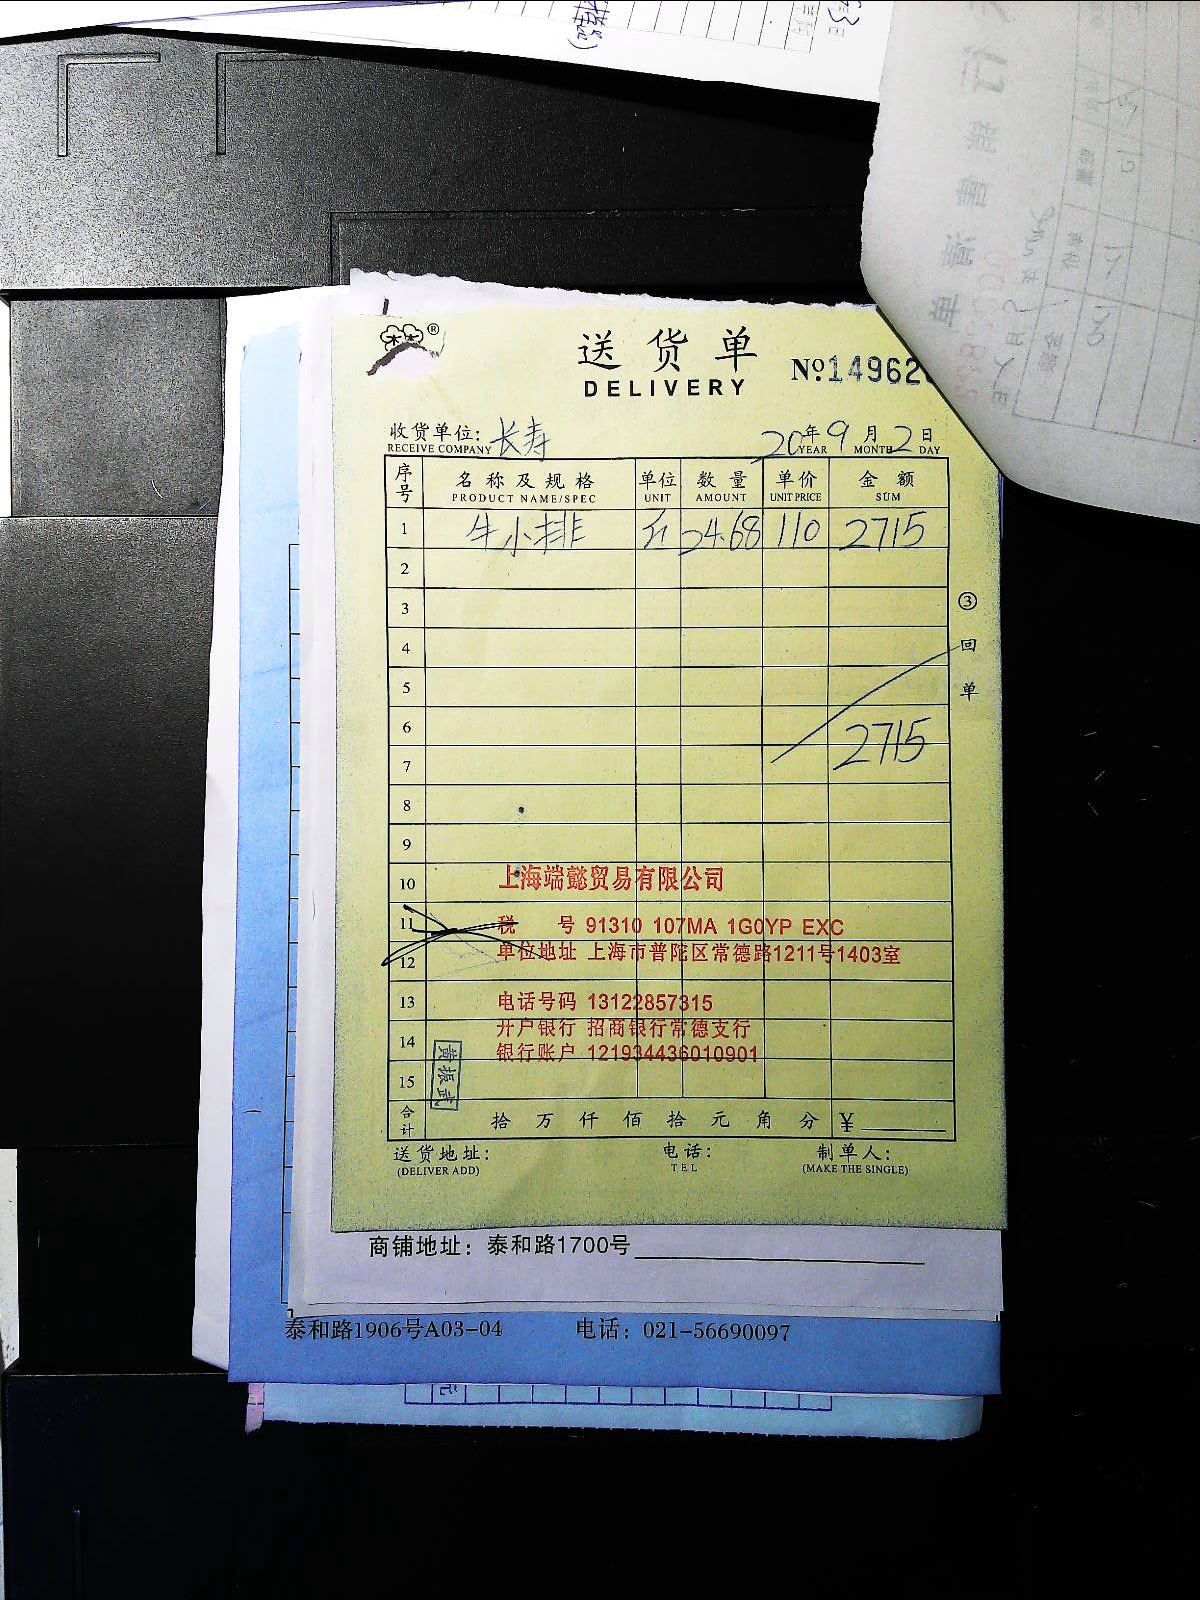 ®
送货单
DELIVERY
№14962
收货单位: 长寿 20年9月2日
RECEIVE COMPANY YEAR MONTH DAY
序号 名称及规格 单位 数量 单价 金额
PRODUCT NAME/SPEC UNIT AMOUNT UNIT PRICE SUM
1 牛小排 斤 24.68 110 2715
2
3
③
4
回
5
单
6
2715
7
8
9
10 上海端懿贸易有限公司
11 税 号 91310 107MA 1G0YP EXC
12 单位地址 上海市普陀区常德路1211号1403室
13 电话号码 13122857315
开户银行 招商银行常德支行
14 银行账户 121934436010901
黄振武
15
合计 拾万仟佰拾元角分 ¥
送货地址: 电话: 制单人:
(DELIVER ADD) TEL (MAKE THE SINGLE)
商铺地址：泰和路1700号
泰和路1906号A03-04 电话：021-56690097
元